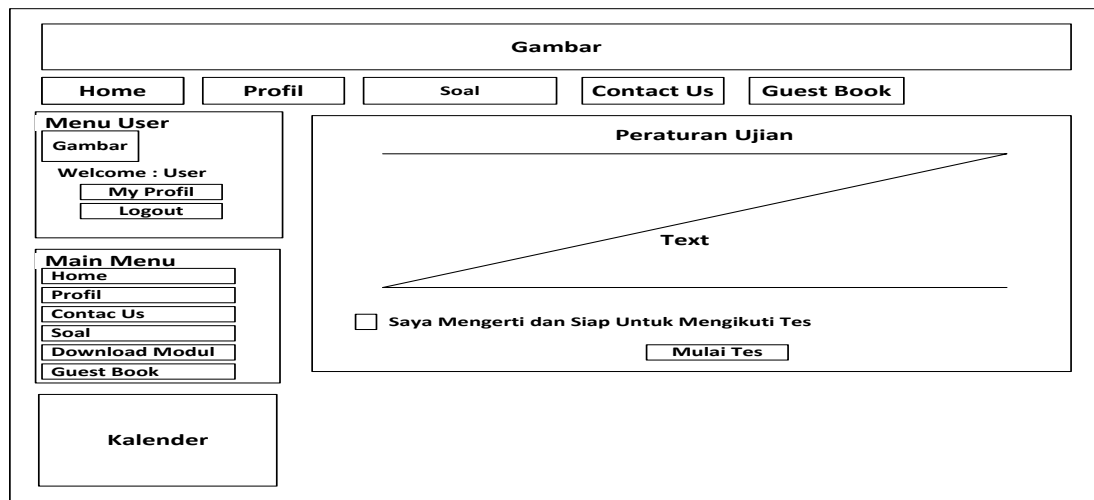 Gambar
Home Profil Soal Contact Us Guest Book
Menu User
Gambar
Welcome : User
My Profil
Logout
Main Menu
Home
Profil
Contac Us
Soal
Download Modul
Guest Book
Kalender
Peraturan Ujian
Text
Saya Mengerti dan Siap Untuk Mengikuti Tes
Mulai Tes